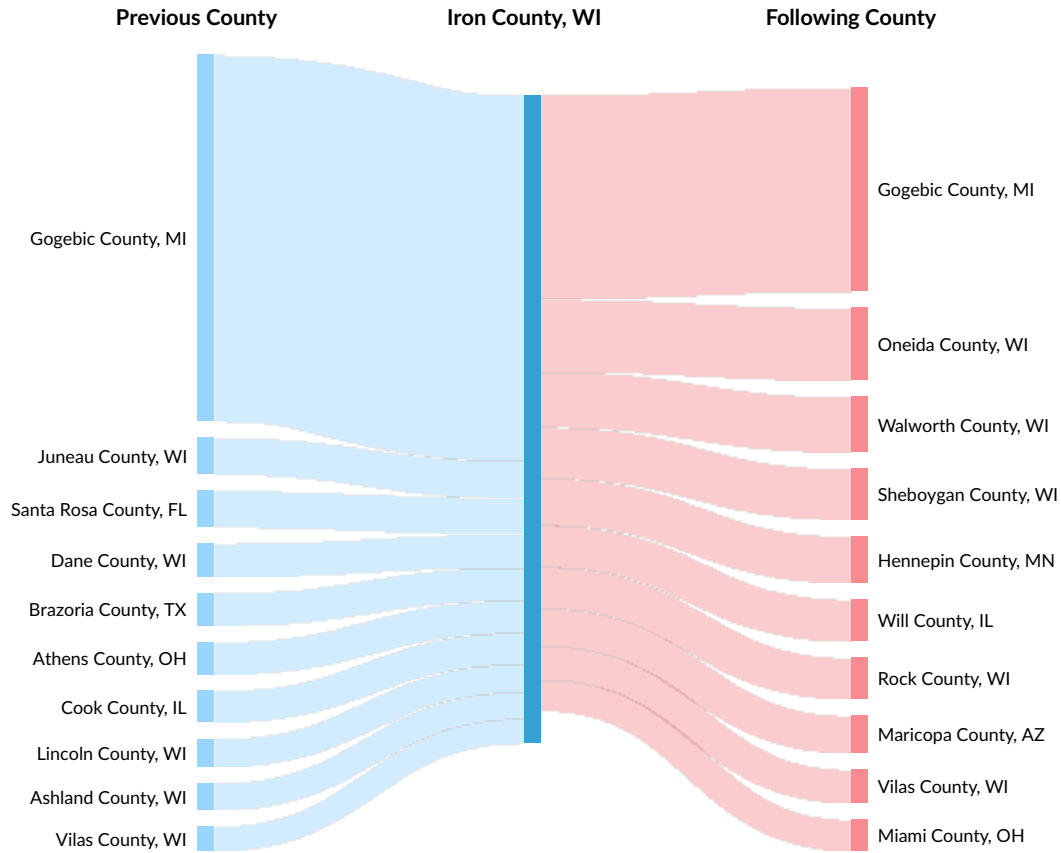 Previous County
Iron County, WI
Following County
Gogebic County, MI
Juneau County, WI
Santa Rosa County, FL
Dane County, WI
Brazoria County, TX
Athens County, OH
Cook County, IL
Lincoln County, WI
Ashland County, WI
Vilas County, WI
Gogebic County, MI
Oneida County, WI
Walworth County, WI
Sheboygan County, WI
Hennepin County, MN
Will County, IL
Rock County, WI
Maricopa County, AZ
Vilas County, WI
Miami County, OH